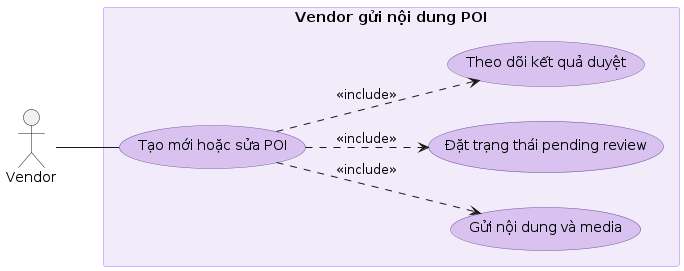 Vendor gửi nội dung POI
Theo dõi kết quả duyệt
«include»
Tạo mới hoặc sửa POI
«include»
Đặt trạng thái pending review
«include»
Vendor
Gửi nội dung và media